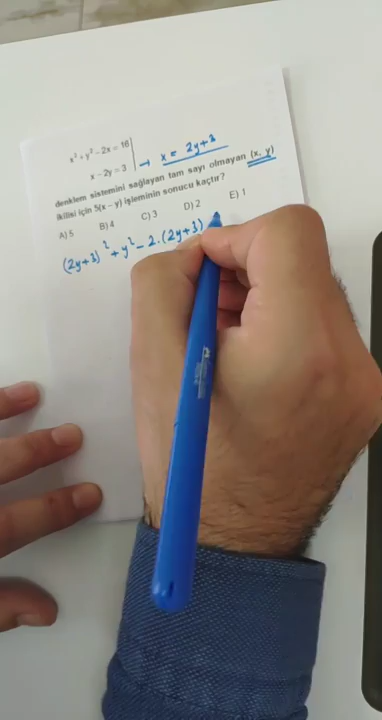 x² + y² – 2x = 16
x – 2y = 3 → x = 2y+3
denklem sistemini sağlayan tam sayı olmayan (x, y)
ikilisi için 5(x – y) işleminin sonucu kaçtır?
A) 5 B) 4 C) 3 D) 2 E) 1
(2y+3)² + y² – 2.(2y+3)